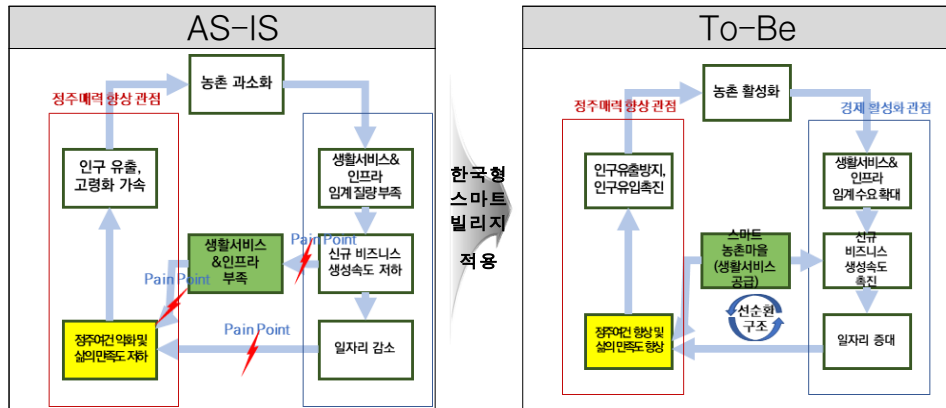 AS-IS
농촌 과소화
정주매력 향상 관점
인구 유출,
고령화 가속
생활서비스&
인프라
임계 질량 부족
생활서비스
&인프라
부족
Pain Point
신규 비즈니스
생성속도 저하
Pain Point
Pain Point
정주여건 악화 및
삶의 만족도 저하
일자리 감소
한국형
스마트
빌리지
적용
To-Be
농촌 활성화
정주매력 향상 관점
경제 활성화 관점
인구유출방지,
인구유입촉진
생활서비스&
인프라
임계 수요 확대
스마트
농촌마을
(생활서비스
공급)
신규
비즈니스
생성속도
촉진
선순환
구조
정주여건 향상 및
삶의 만족도 향상
일자리 증대